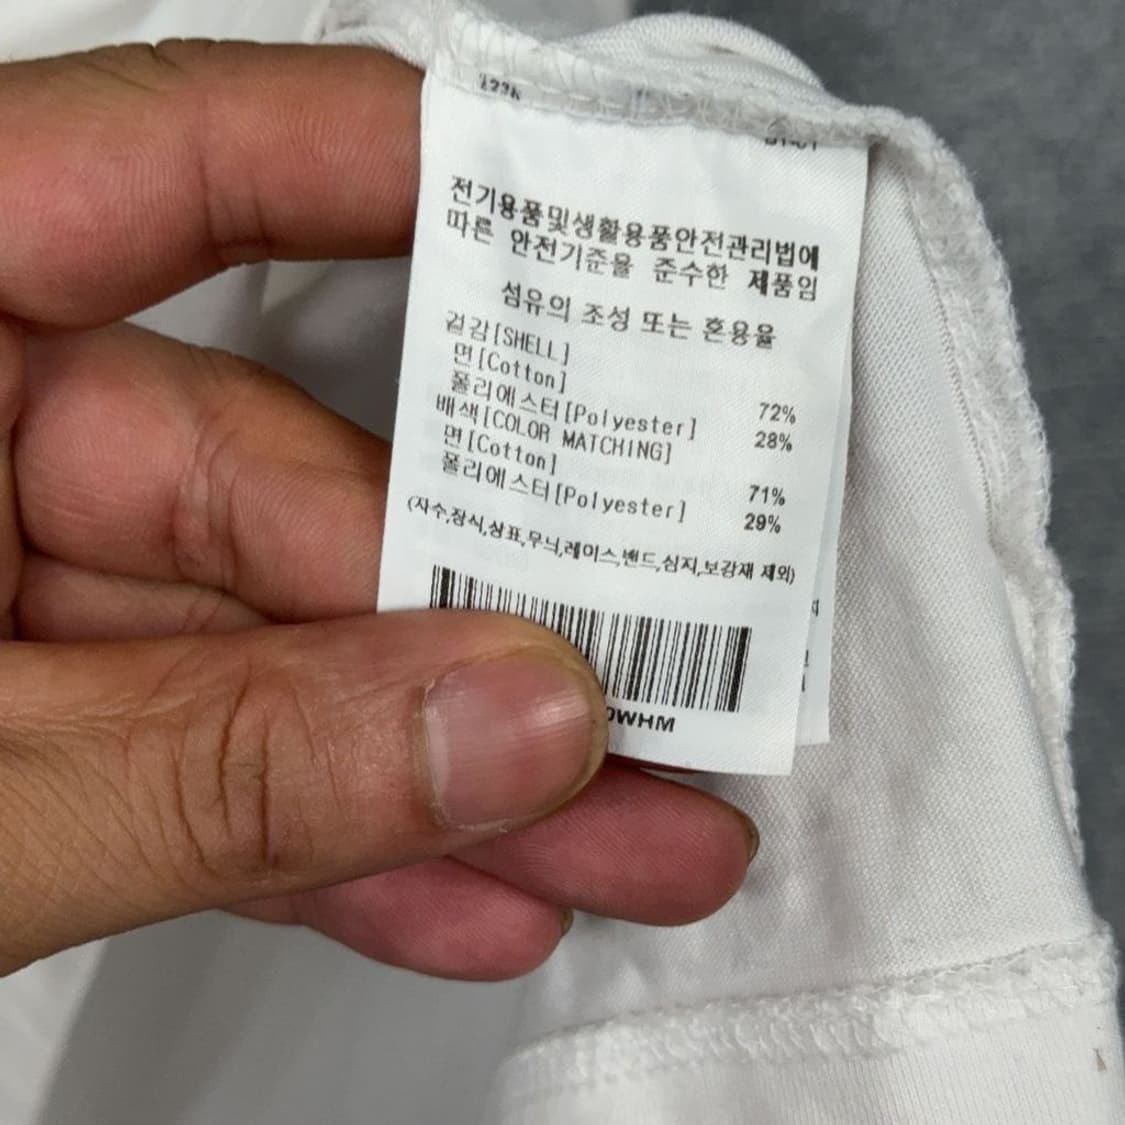 전기용품및생활용품안전관리법에
따른 안전기준을 준수한 제품임
섬유의 조성 또는 혼용율
겉감[SHELL]
면[Cotton] 72%
폴리에스터[Polyester] 28%
배색[COLOR MATCHING]
면[Cotton] 71%
폴리에스터[Polyester] 29%
(자수,장식,상표,무늬,레이스,밴드,심지,보강재 제외)
0WHM